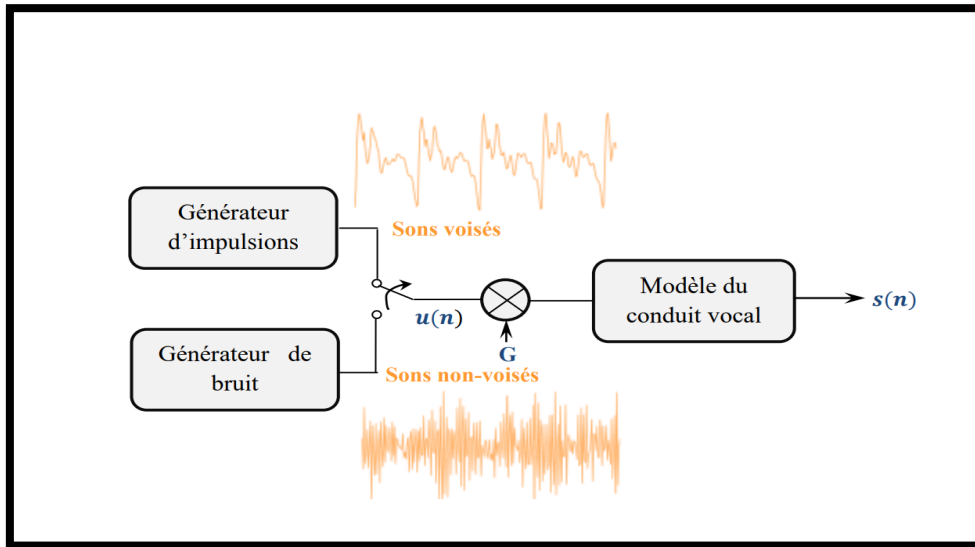 Générateur
d'impulsions
Sons voisés
Générateur de
bruit
u(n)
G
Sons non-voisés
Modèle du
conduit vocal
s(n)